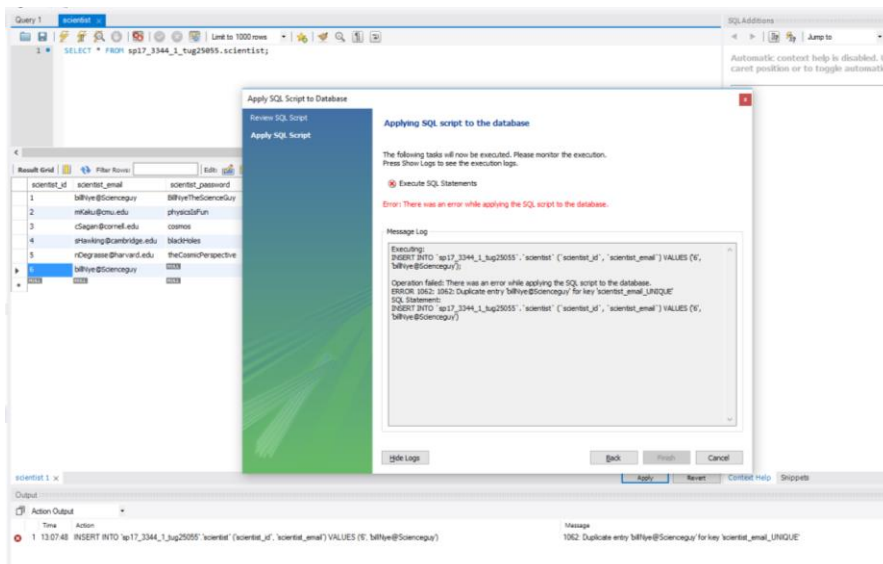 Query 1 scientist
SQL Additions
Limit to 1000 rows
Jump to
1 SELECT * FROM sp17_3344_1_tug25055.scientist;
Automatic context help is disabled.
caret position or to toggle automati
Apply SQL Script to Database
Review SQL Script
Apply SQL Script
Applying SQL script to the database
The following tasks will now be executed. Please monitor the execution.
Press Show Logs to see the execution logs.
Execute SQL Statements
Error: There was an error while applying the SQL script to the database.
Message Log
Executing:
INSERT INTO `sp17_3344_1_tug25055`.`scientist` (`scientist_id`, `scientist_email`) VALUES ('6',
'billNye@Scienceguy');
Operation failed: There was an error while applying the SQL script to the database.
ERROR 1062: 1062: Duplicate entry 'billNye@Scienceguy' for key 'scientist_email_UNIQUE'
SQL Statement:
INSERT INTO `sp17_3344_1_tug25055`.`scientist` (`scientist_id`, `scientist_email`) VALUES ('6',
'billNye@Scienceguy')
Hide Logs Back Finish Cancel
Result Grid Filter Rows: Edit:
scientist_id scientist_email scientist_password
1 billNye@Scienceguy BillNyeTheScienceGuy
2 mKaku@cmu.edu physicsIsFun
3 cSagan@cornell.edu cosmos
4 sHawking@cambridge.edu blackHoles
5 nDegrasse@harvard.edu theCosmicPerspective
6 billNye@Scienceguy NULL
NULL NULL NULL
scientist 1
Apply Revert Context Help Snippets
Output
Action Output
Time Action Message
1 13:07:48 INSERT INTO `sp17_3344_1_tug25055`.`scientist` (`scientist_id`, `scientist_email`) VALUES ('6', 'billNye@Scienceguy') 1062: Duplicate entry 'billNye@Scienceguy' for key 'scientist_email_UNIQUE'